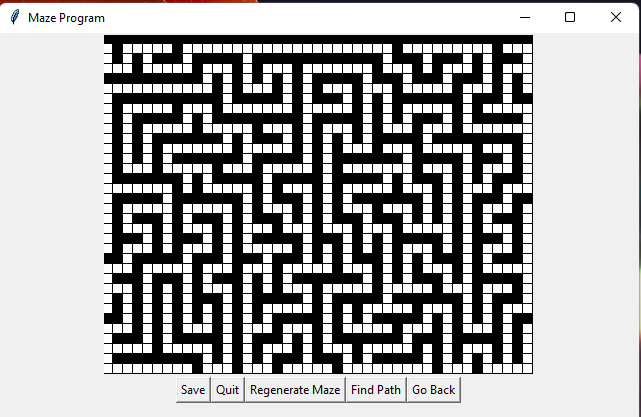 Maze Program
Save Quit Regenerate Maze Find Path Go Back